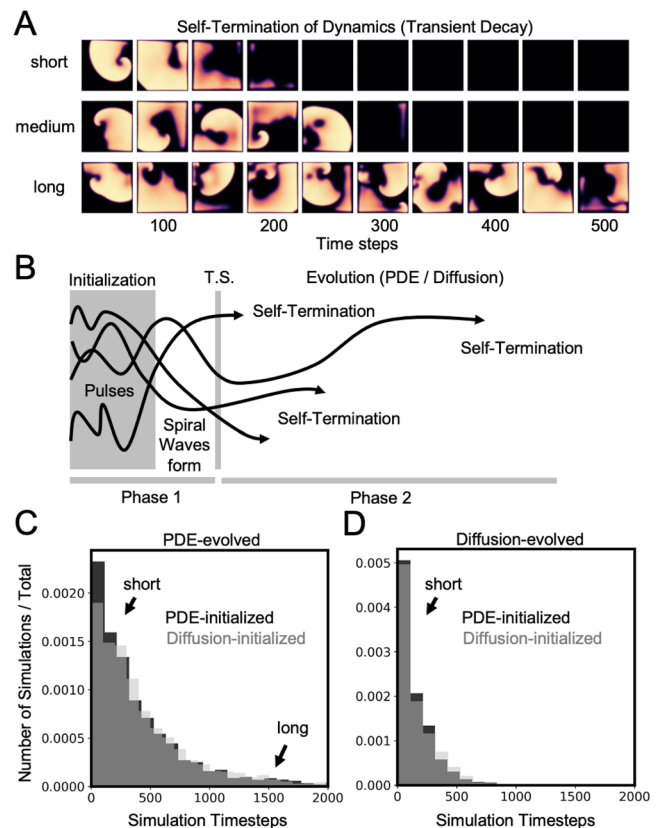 A
Self-Termination of Dynamics (Transient Decay)
short
medium
long
100 200 300 400 500
Time steps
B
Initialization T.S. Evolution (PDE / Diffusion)
Self-Termination
Self-Termination
Pulses
Self-Termination
Spiral
Waves
form
Phase 1 Phase 2
C
PDE-evolved
Number of Simulations / Total
0.0020
0.0015
0.0010
0.0005
0.0000
short
PDE-initialized
Diffusion-initialized
long
0 500 1000 1500 2000
Simulation Timesteps
D
Diffusion-evolved
0.005
0.004
0.003
0.002
0.001
0.000
short
PDE-initialized
Diffusion-initialized
0 500 1000 1500 2000
Simulation Timesteps